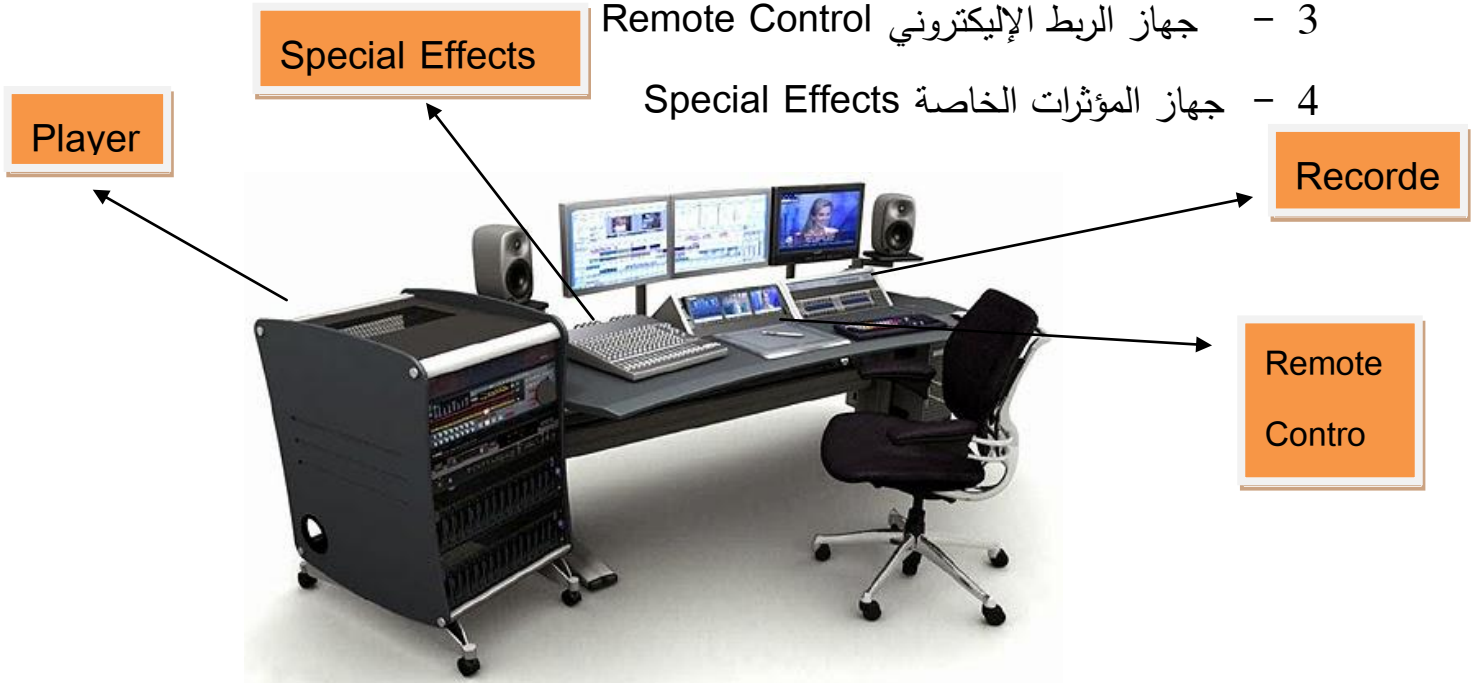 3 - جهاز الربط الإليكتروني Remote Control
Special Effects
4 - جهاز المؤثرات الخاصة Special Effects
Player
Recorde
Remote
Contro